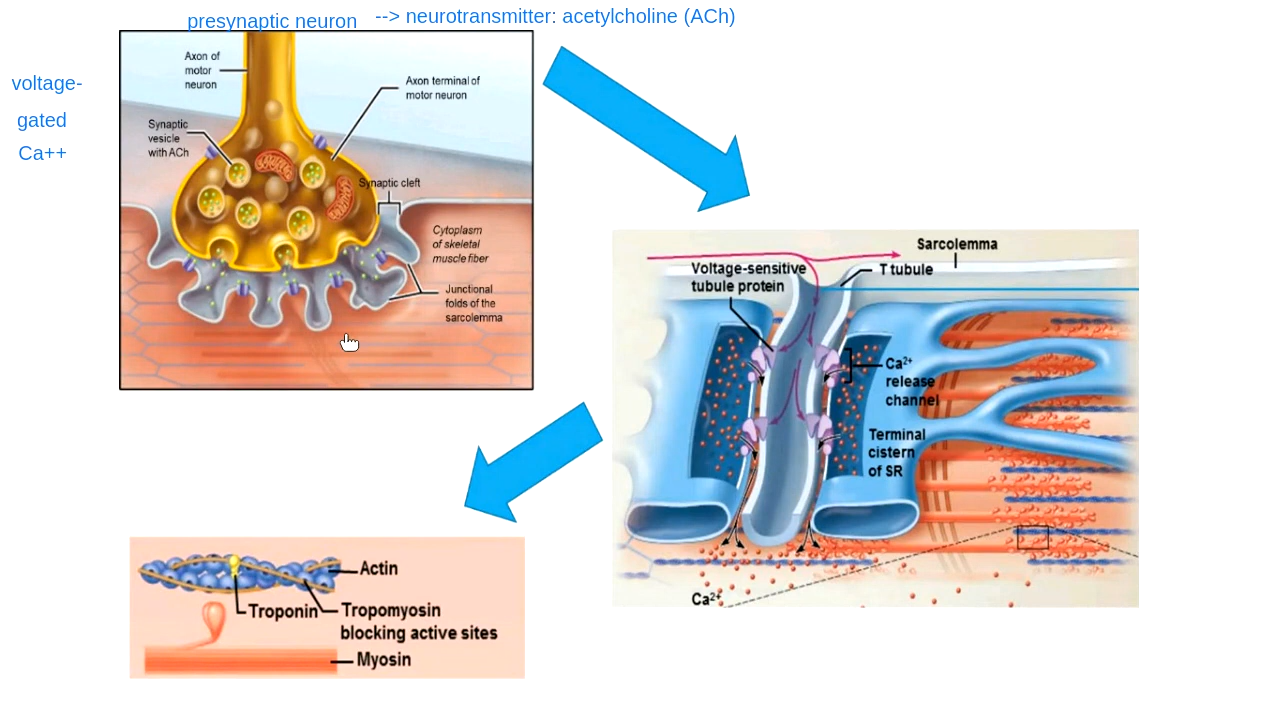 presynaptic neuron --> neurotransmitter: acetylcholine (ACh)
voltage-
gated
Ca++
Axon of
motor
neuron
Axon terminal of
motor neuron
Synaptic
vesicle
with ACh
Synaptic cleft
Cytoplasm
of skeletal
muscle fiber
Junctional
folds of the
sarcolemma
Sarcolemma
Voltage-sensitive
tubule protein
T tubule
Ca2+
release
channel
Terminal
cistern
of SR
Ca2+
Actin
Troponin
Tropomyosin
blocking active sites
Myosin